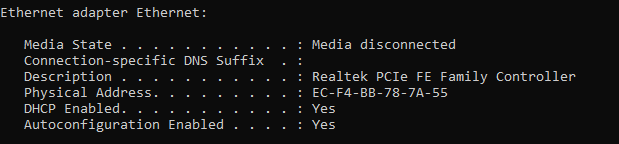 Ethernet adapter Ethernet:
Media State . . . . . . . . . . . : Media disconnected
Connection-specific DNS Suffix  . :
Description . . . . . . . . . . . : Realtek PCIe FE Family Controller
Physical Address. . . . . . . . . : EC-F4-BB-78-7A-55
DHCP Enabled. . . . . . . . . . . : Yes
Autoconfiguration Enabled . . . . : Yes